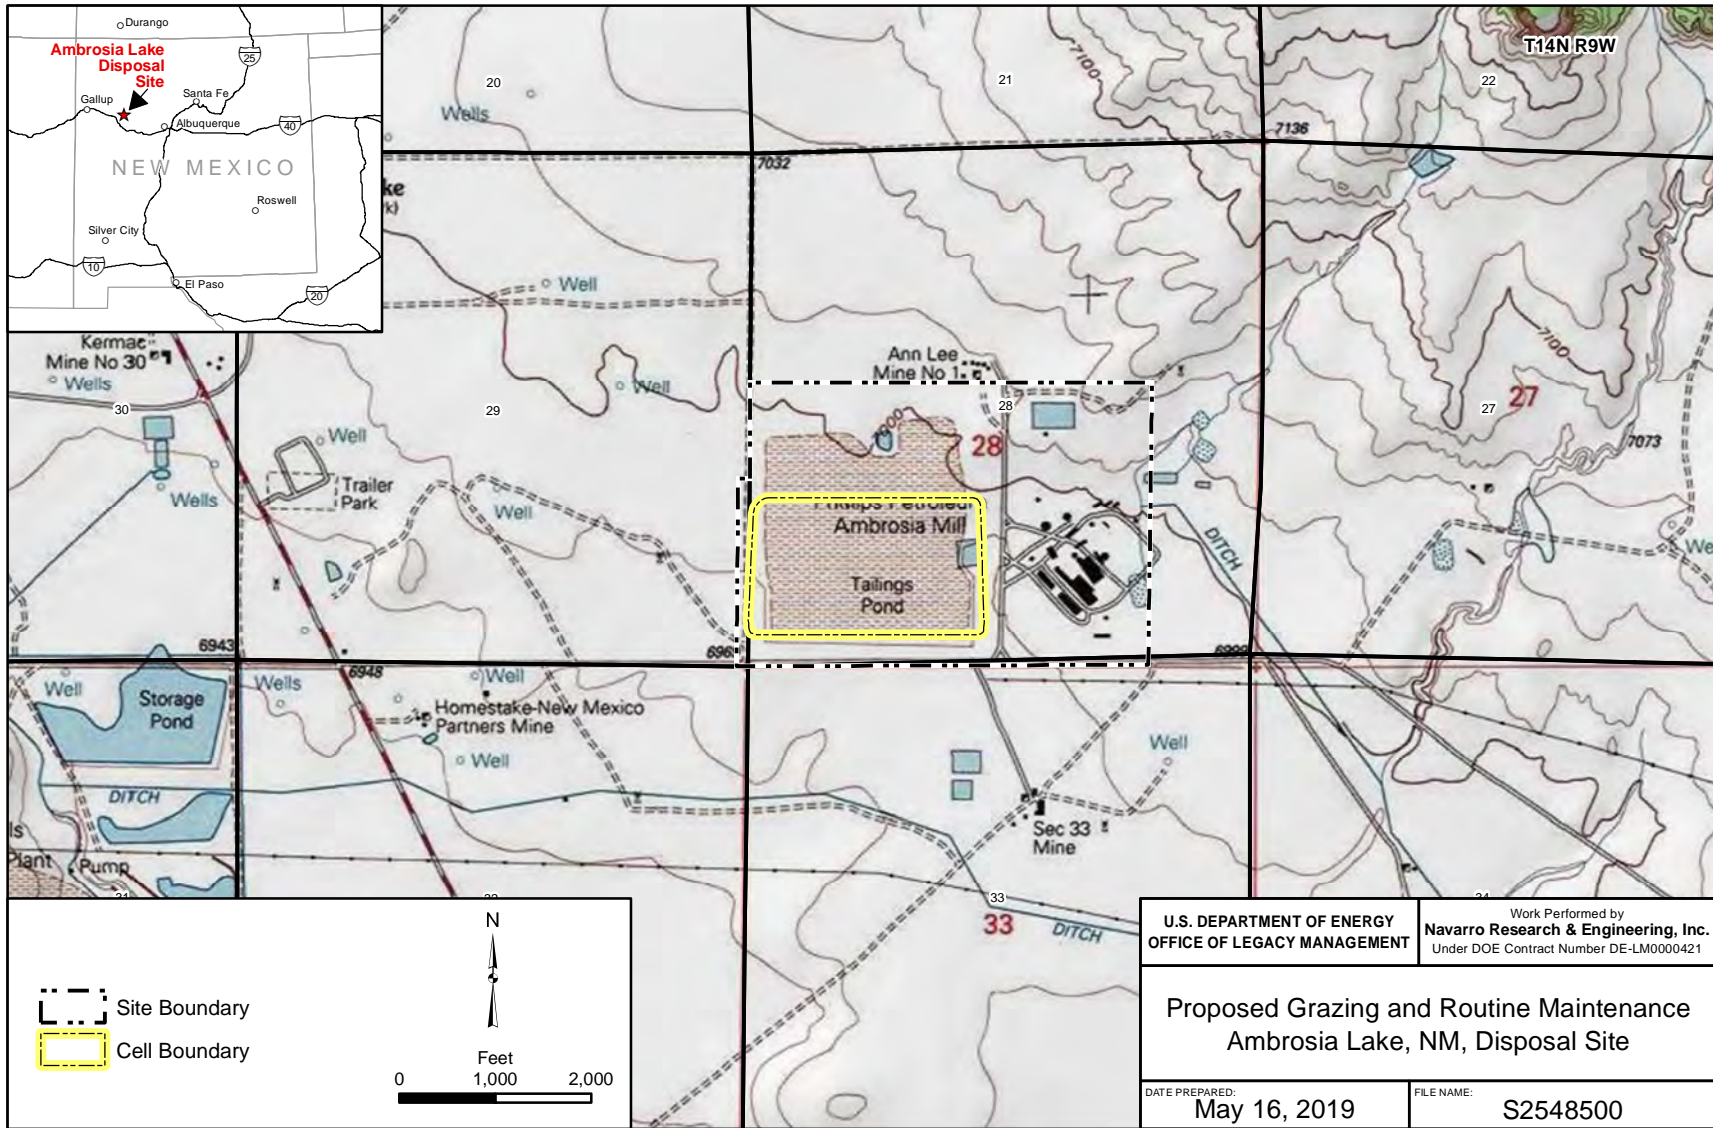 Durango
Ambrosia Lake
Disposal
Site
25
Gallup
Santa Fe
Albuquerque
40
NEW MEXICO
Roswell
Silver City
10
El Paso
20
T14N R9W
20
21
22
7100
Wells
7136
7032
Well
7100
Kermac
Mine No 30
Wells
Ann Lee
Mine No 1
Well
30
29
28
27
27
28
7000
7073
Well
Trailer
Park
Wells
Well
Ambrosia Mill
DITCH
Tailings
Pond
6943
6948
6999
Well
Storage
Pond
Wells
Well
Homestake-New Mexico
Partners Mine
Well
Well
DITCH
Sec 33
Mine
Plant
Pump
33
33
DITCH
N
Site Boundary
Cell Boundary
Feet
0 1,000 2,000
U.S. DEPARTMENT OF ENERGY
OFFICE OF LEGACY MANAGEMENT
Work Performed by
Navarro Research & Engineering, Inc.
Under DOE Contract Number DE-LM0000421
Proposed Grazing and Routine Maintenance
Ambrosia Lake, NM, Disposal Site
DATE PREPARED:
May 16, 2019
FILE NAME:
S2548500